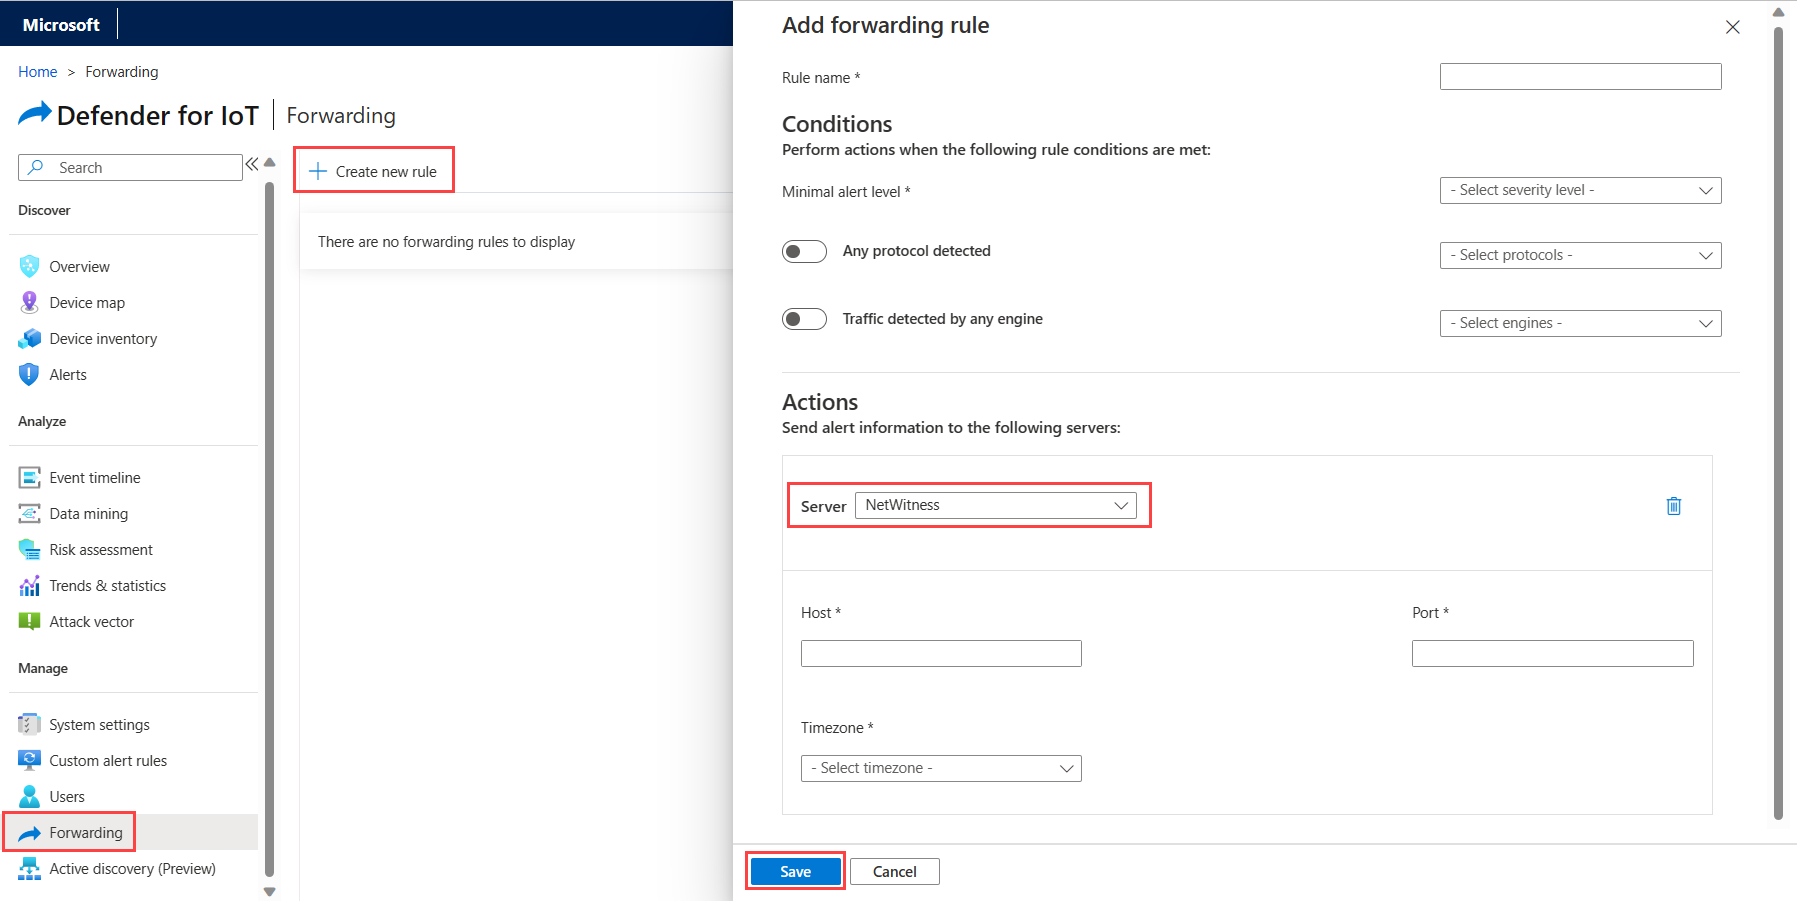 Microsoft
Home > Forwarding
Defender for IoT | Forwarding
Search
Discover
Overview
Device map
Device inventory
Alerts
Analyze
Event timeline
Data mining
Risk assessment
Trends & statistics
Attack vector
Manage
System settings
Custom alert rules
Users
Forwarding
Active discovery (Preview)
Create new rule
There are no forwarding rules to display
Add forwarding rule
Rule name *
Conditions
Perform actions when the following rule conditions are met:
Minimal alert level *
- Select severity level -
Any protocol detected
- Select protocols -
Traffic detected by any engine
- Select engines -
Actions
Send alert information to the following servers:
Server NetWitness
Host *
Port *
Timezone *
- Select timezone -
Save
Cancel